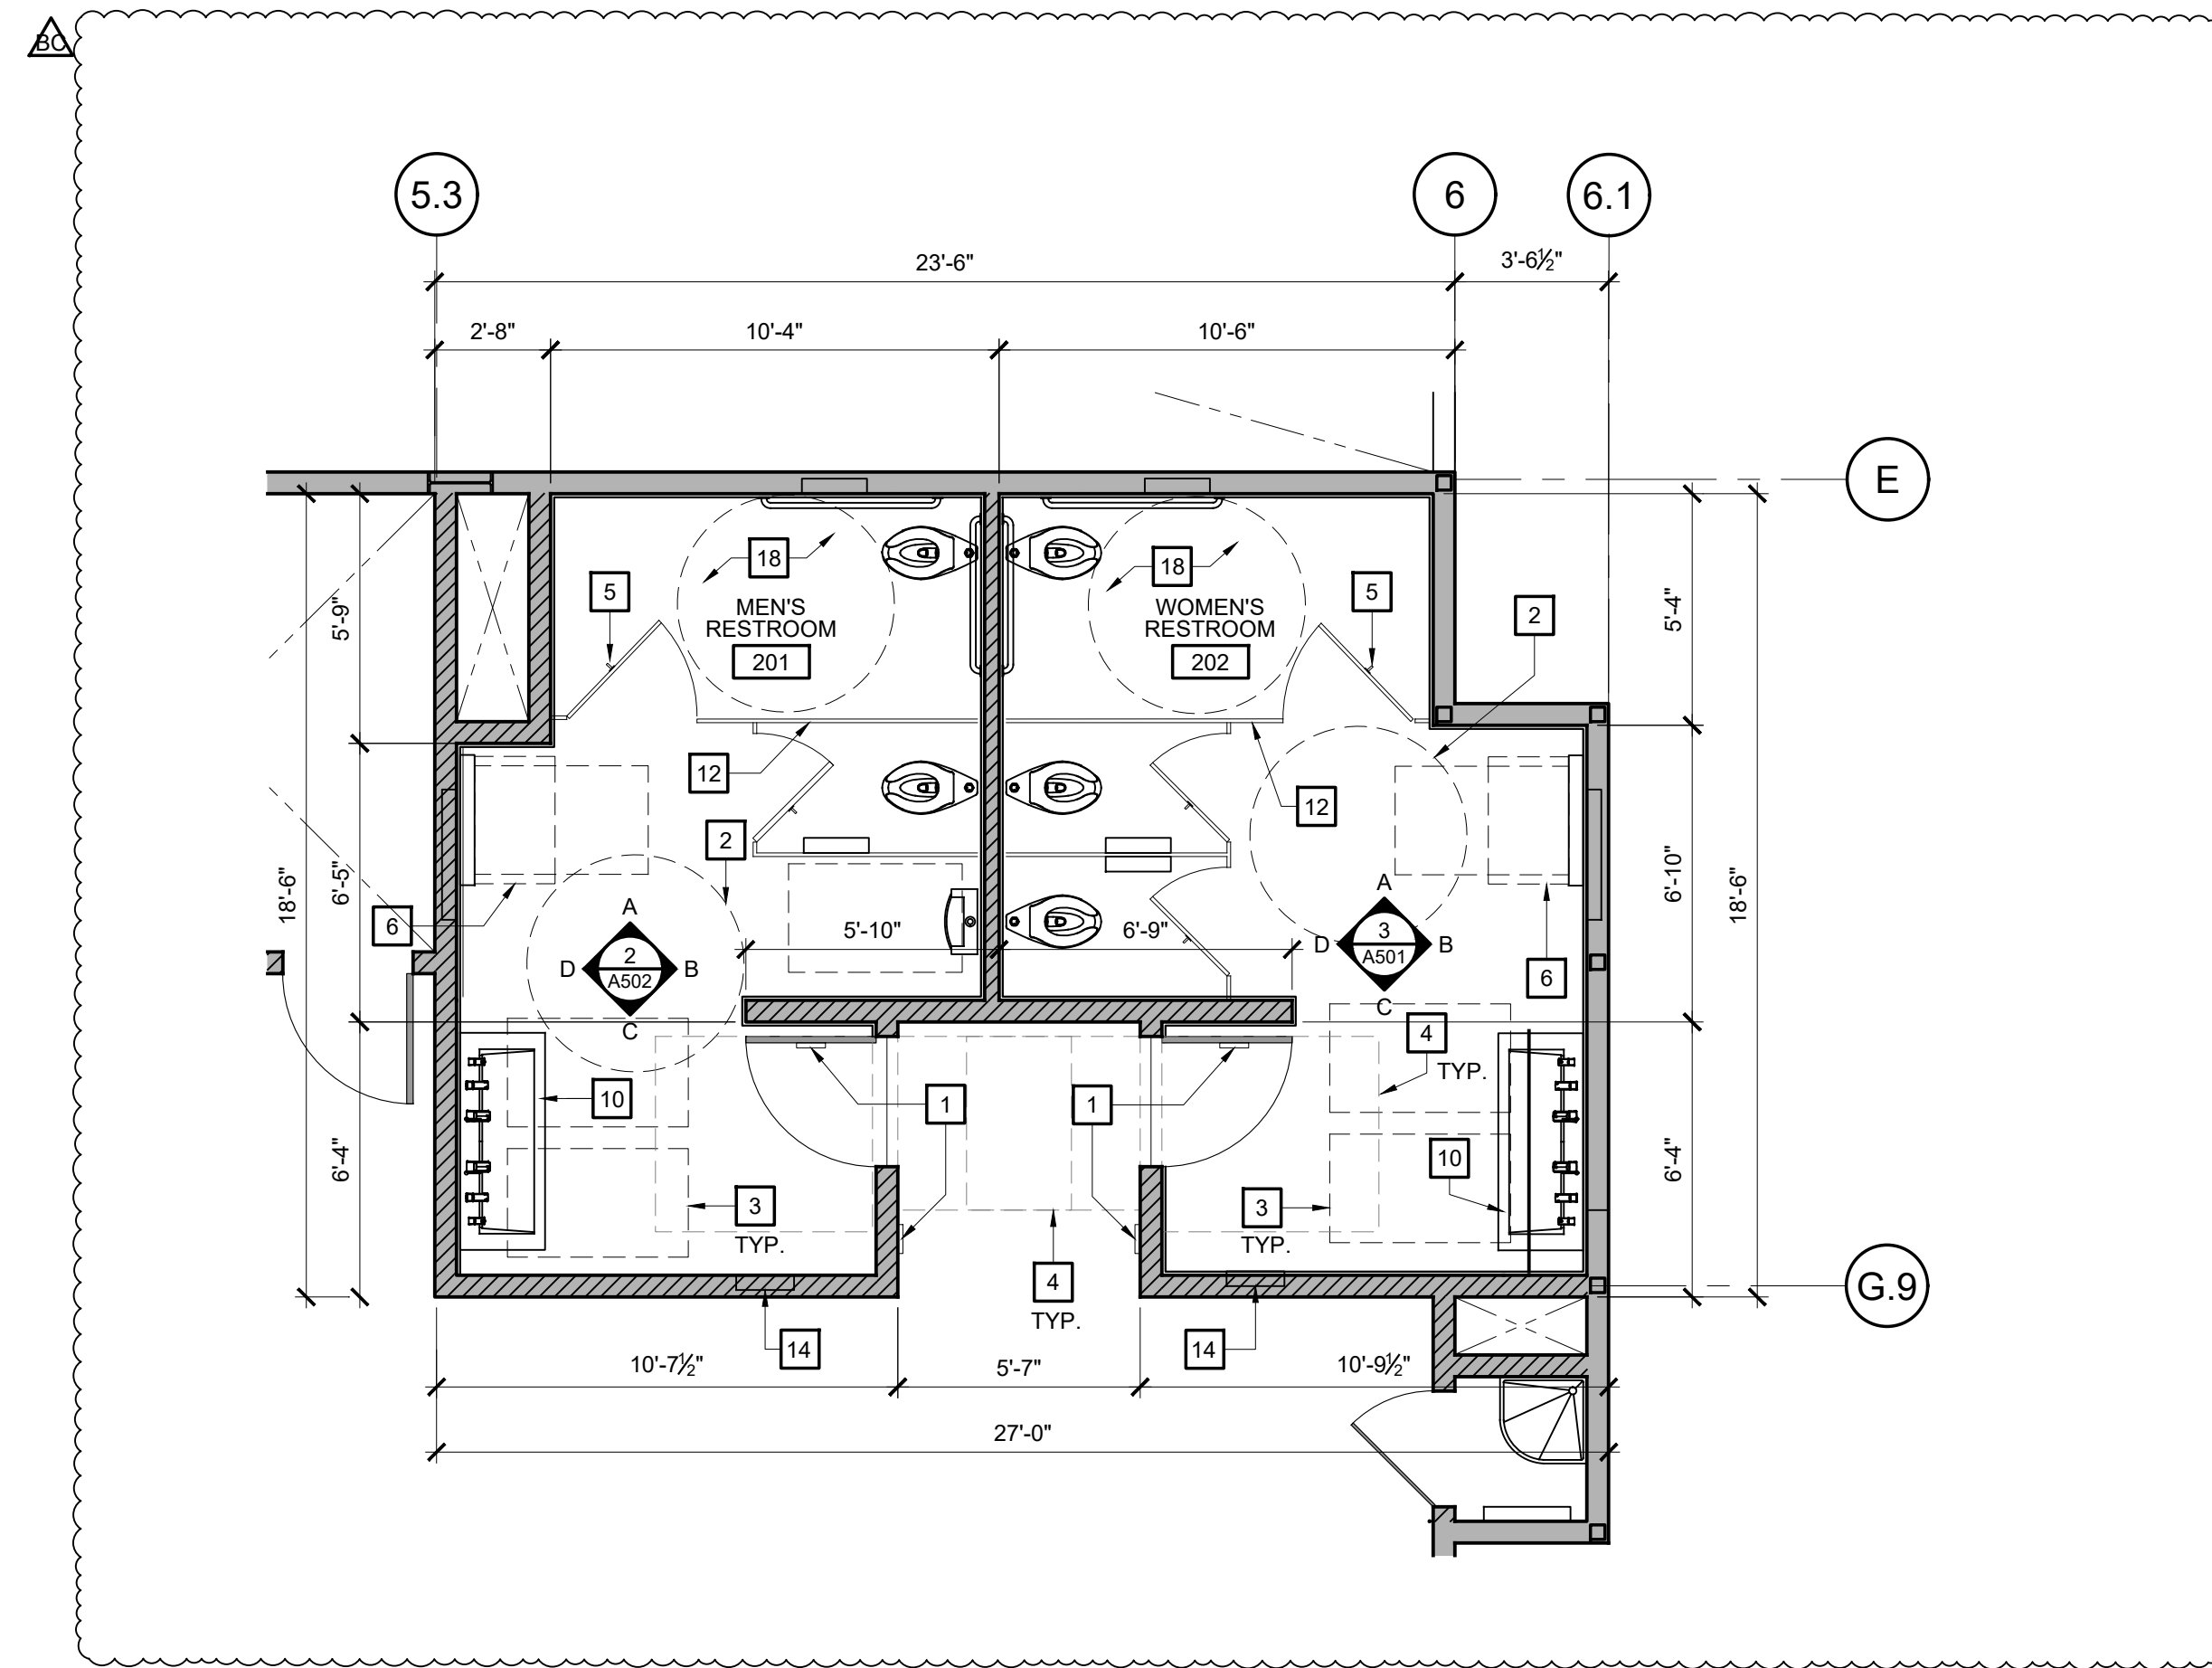 BC
5.3
6
6.1
23'-6"
3'-6½"
2'-8"
10'-4"
10'-6"
E
18
18
5
5
2
MEN'S
RESTROOM
201
WOMEN'S
RESTROOM
202
5'-9"
5'-4"
12
12
2
18'-6"
6'-5"
6'-10"
18'-6"
6
6
5'-10"
6'-9"
A
D
2
B
A502
C
A
D
3
B
A501
C
4
TYP.
10
1
1
10
6'-4"
6'-4"
3
TYP.
3
TYP.
4
TYP.
G.9
14
14
10'-7½"
5'-7"
10'-9½"
27'-0"